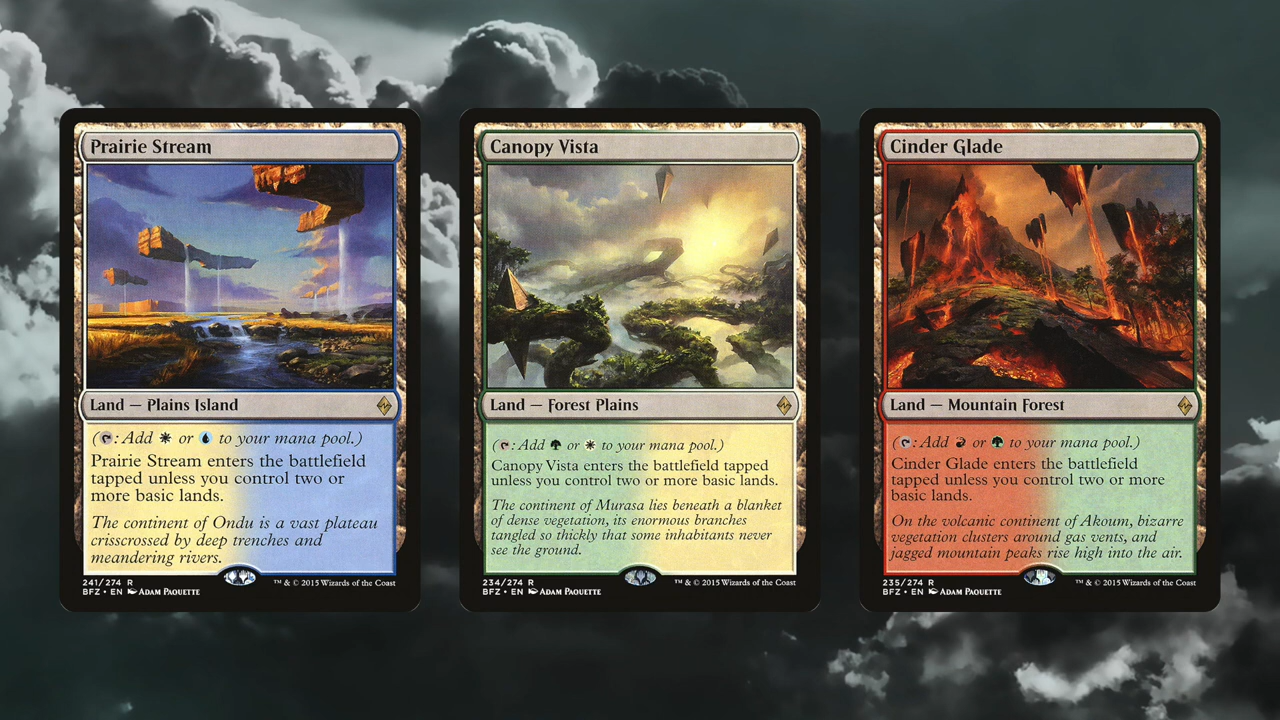 Prairie Stream
Land — Plains Island
(: Add or to your mana pool.)
Prairie Stream enters the battlefield
tapped unless you control two or
more basic lands.
The continent of Ondu is a vast plateau
crisscrossed by deep trenches and
meandering rivers.
241/274 R
BFZ • EN ADAM PAQUETTE
™ & © 2015 Wizards of the Coast
Canopy Vista
Land — Forest Plains
(: Add or to your mana pool.)
Canopy Vista enters the battlefield tapped
unless you control two or more basic lands.
The continent of Murasa lies beneath a blanket
of dense vegetation, its enormous branches
tangled so thickly that some inhabitants never
see the ground.
234/274 R
BFZ • EN ADAM PAQUETTE
™ & © 2015 Wizards of the Coast
Cinder Glade
Land — Mountain Forest
(: Add or to your mana pool.)
Cinder Glade enters the battlefield
tapped unless you control two or more
basic lands.
On the volcanic continent of Akoum, bizarre
vegetation clusters around gas vents, and
jagged mountain peaks rise high into the air.
235/274 R
BFZ • EN ADAM PAQUETTE
™ & © 2015 Wizards of the Coast